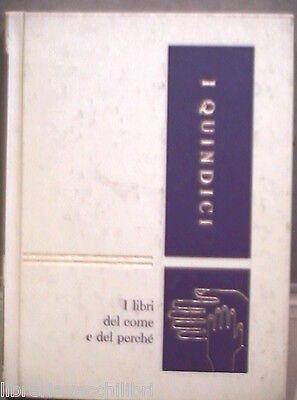 I QUINDICI
I libri
del come
e del perché